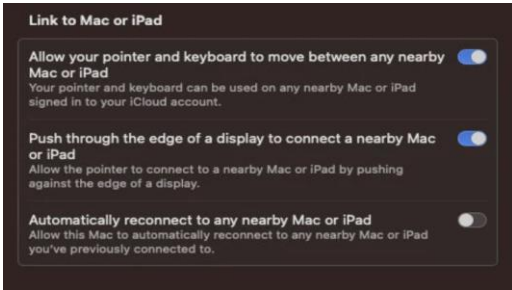 Link to Mac or iPad
Allow your pointer and keyboard to move between any nearby
Mac or iPad
Your pointer and keyboard can be used on any nearby Mac or iPad
signed in to your iCloud account.
Push through the edge of a display to connect a nearby Mac
or iPad
Allow the pointer to connect to a nearby Mac or iPad by pushing
against the edge of a display.
Automatically reconnect to any nearby Mac or iPad
Allow this Mac to automatically reconnect to any nearby Mac or iPad
you've previously connected to.